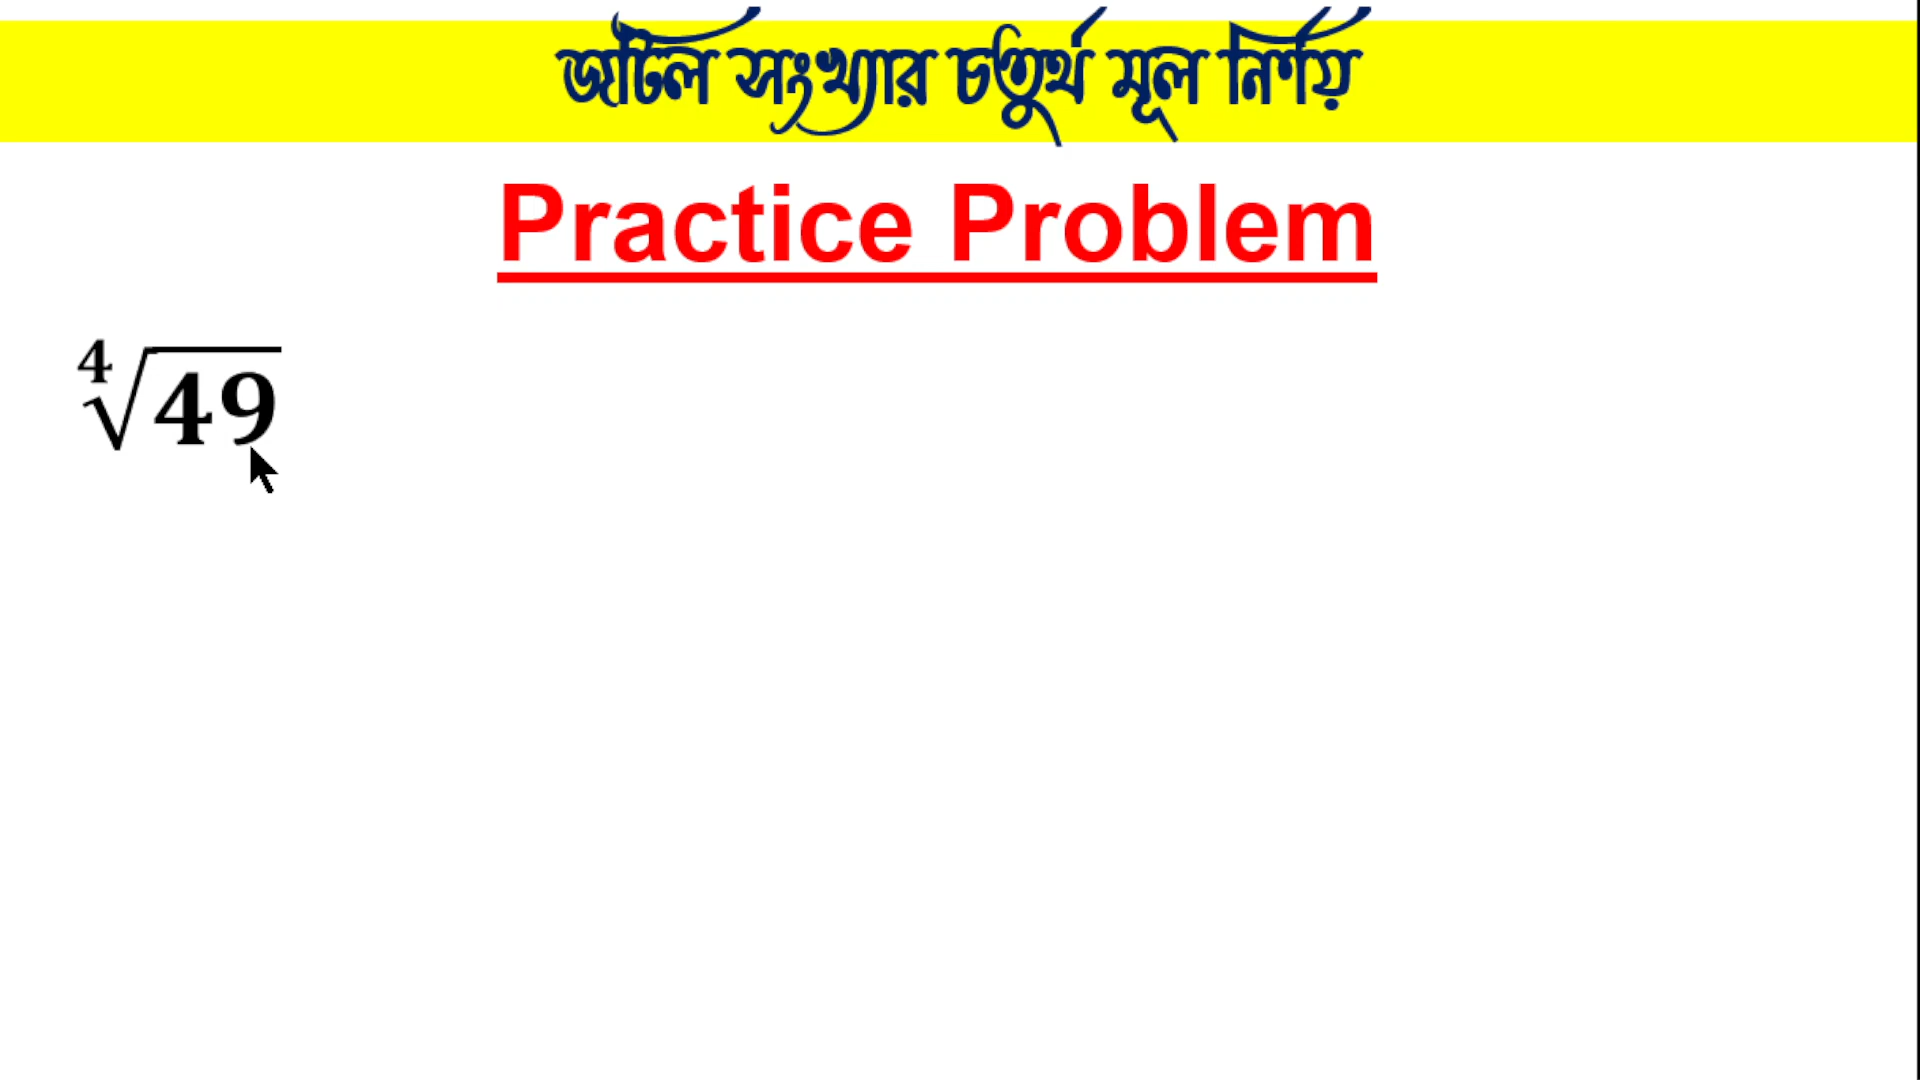 জটিল সংখ্যার চতুর্থ মূল নির্ণয়
Practice Problem
∜49